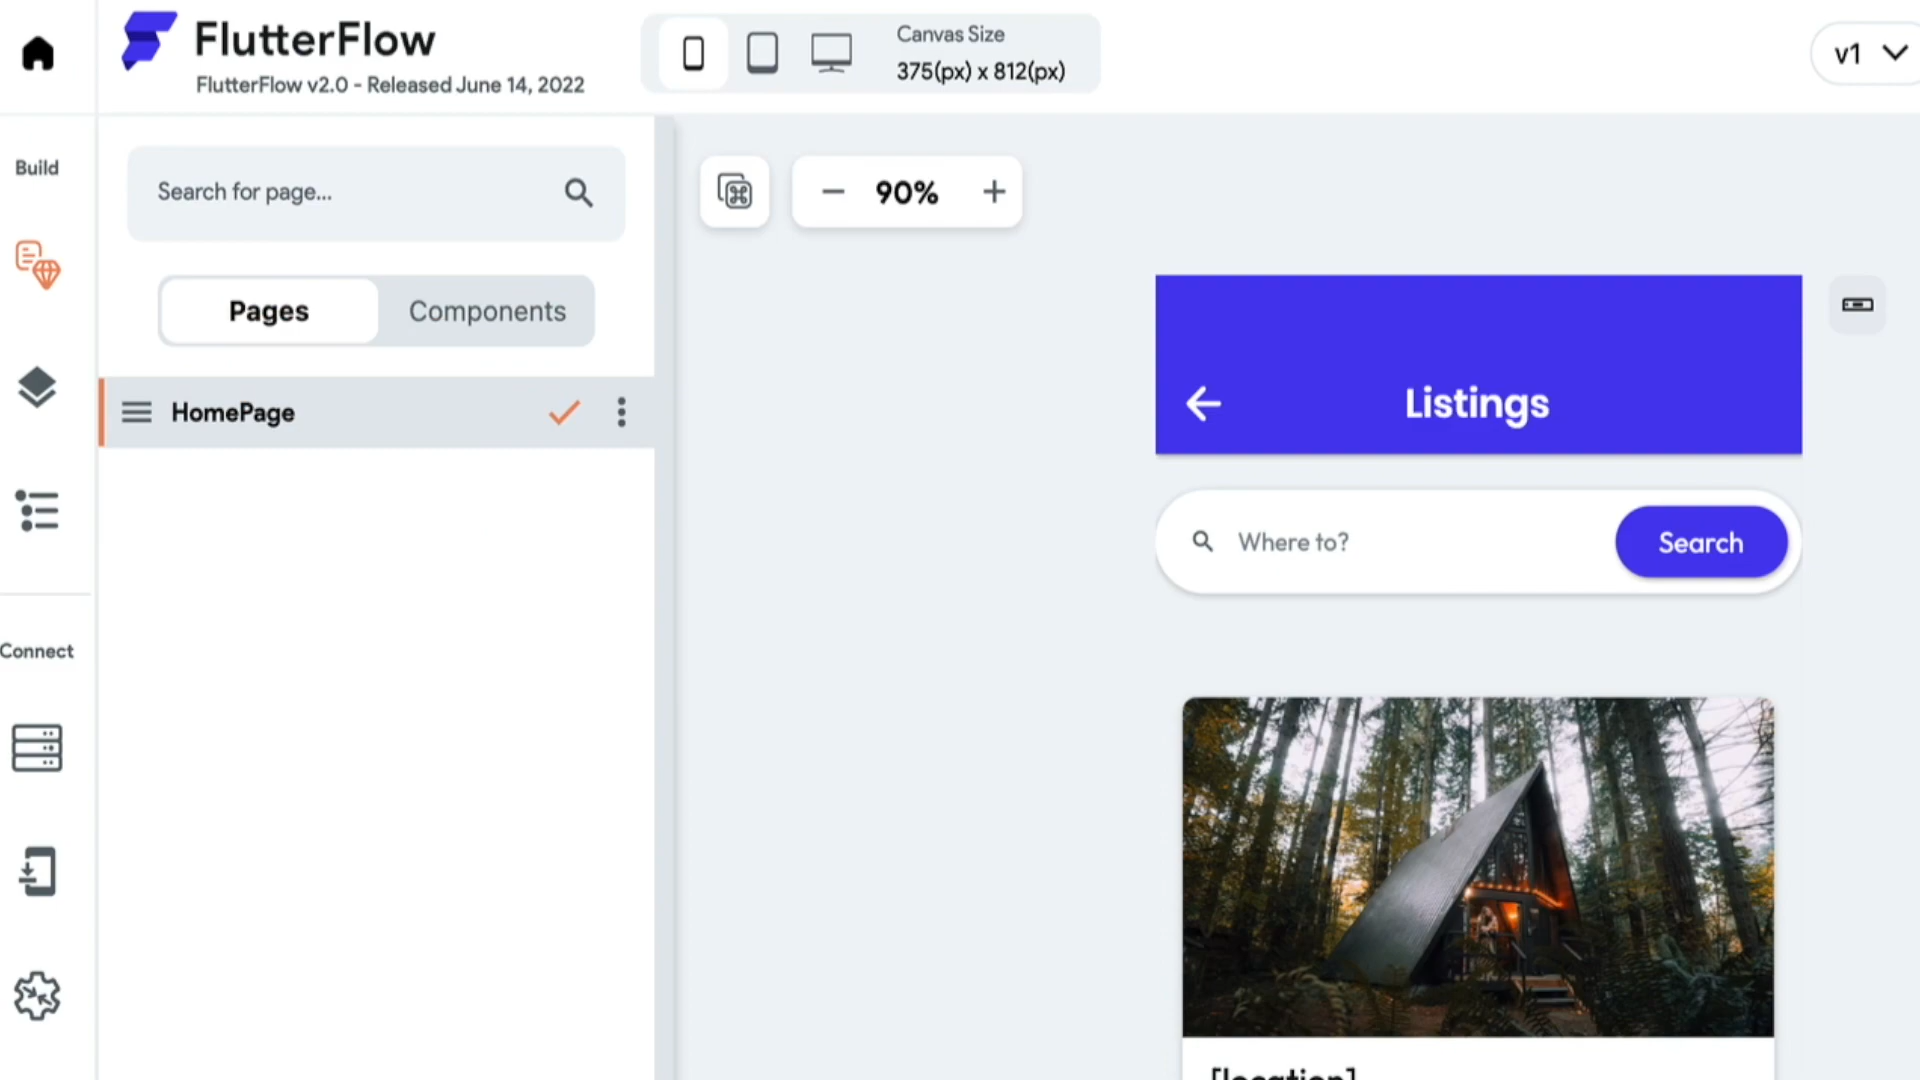 FlutterFlow
FlutterFlow v2.0 - Released June 14, 2022
Canvas Size
375(px) x 812(px)
v1
Build
Search for page...
90%
Pages
Components
HomePage
Listings
Where to?
Search
Connect
[location]